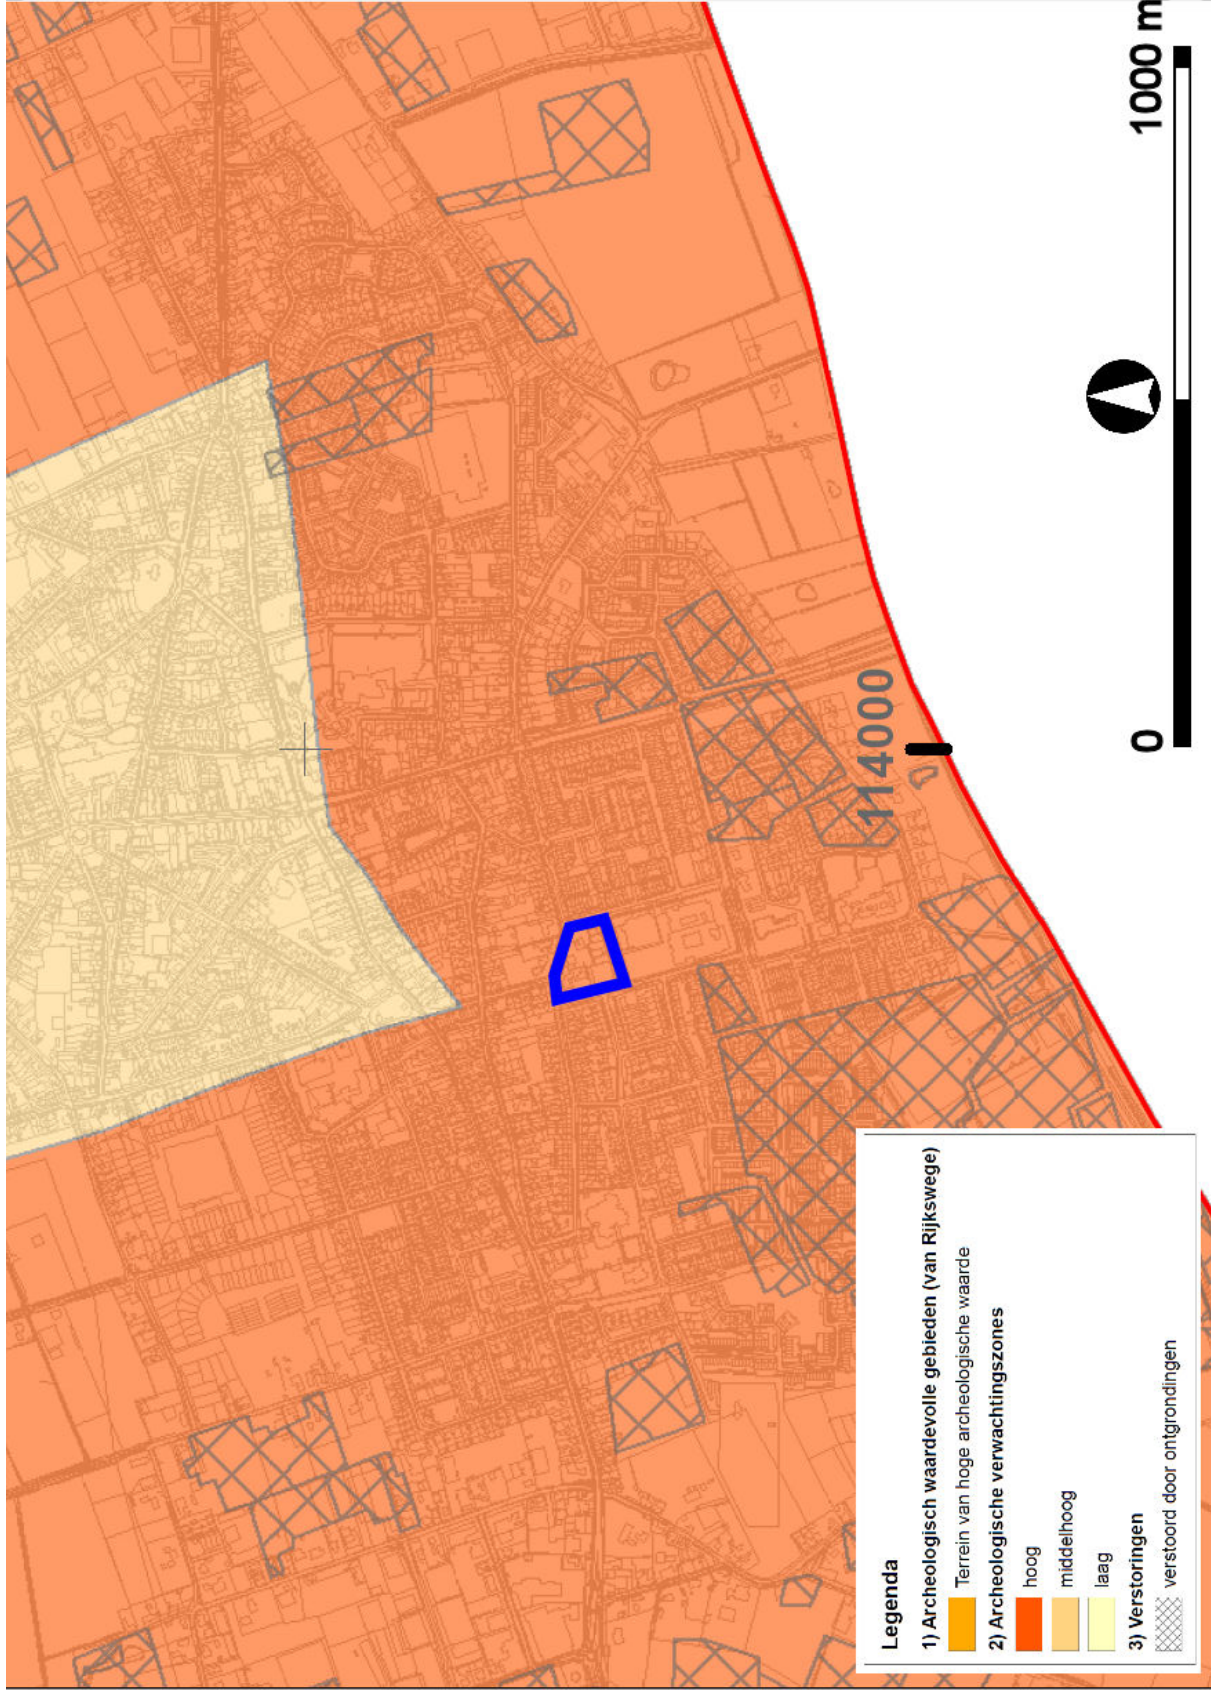 114000
0
1000 m
Legenda
1) Archeologisch waardevolle gebieden (van Rijkswege)
Terrein van hoge archeologische waarde
2) Archeologische verwachtingszones
hoog
middelhoog
laag
3) Verstoringen
verstoord door ontgrondingen